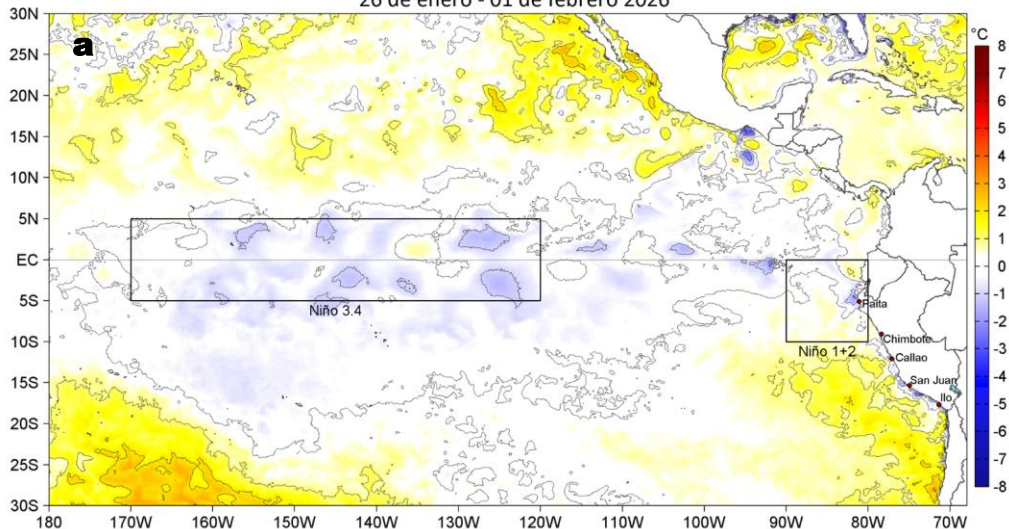 26 de enero - 01 de febrero 2026
a
°C
30N
25N
20N
15N
10N
5N
EC
5S
10S
15S
20S
25S
30S
180
170W
160W
150W
140W
130W
120W
110W
100W
90W
80W
70W
Niño 3.4
Niño 1+2
Paita
Chimbote
Callao
San Juan
Ilo
8
7
6
5
4
3
2
1
0
-1
-2
-3
-4
-5
-6
-7
-8